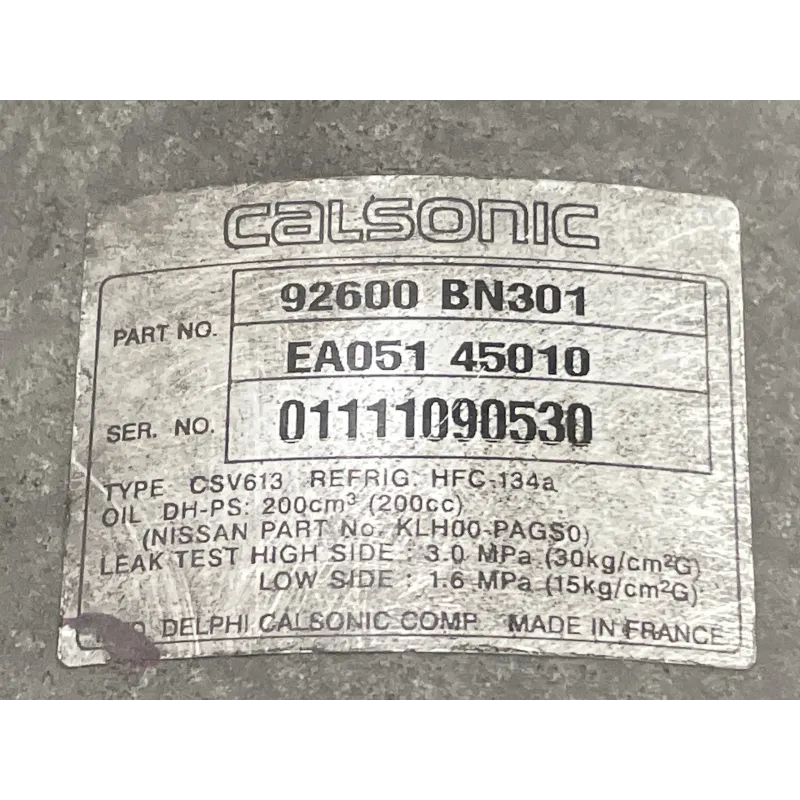 CALSONIC
PART NO. 92600 BN301
EA051 45010
SER. NO. 01111090530
TYPE CSV613 REFRIG. HFC-134a
OIL DH-PS: 200cm³ (200cc)
(NISSAN PART No. KLH00-PAGS0)
LEAK TEST HIGH SIDE : 3.0 MPa (30kg/cm²G)
LOW SIDE : 1.6 MPa (15kg/cm²G)
DELPHI CALSONIC COMP. MADE IN FRANCE